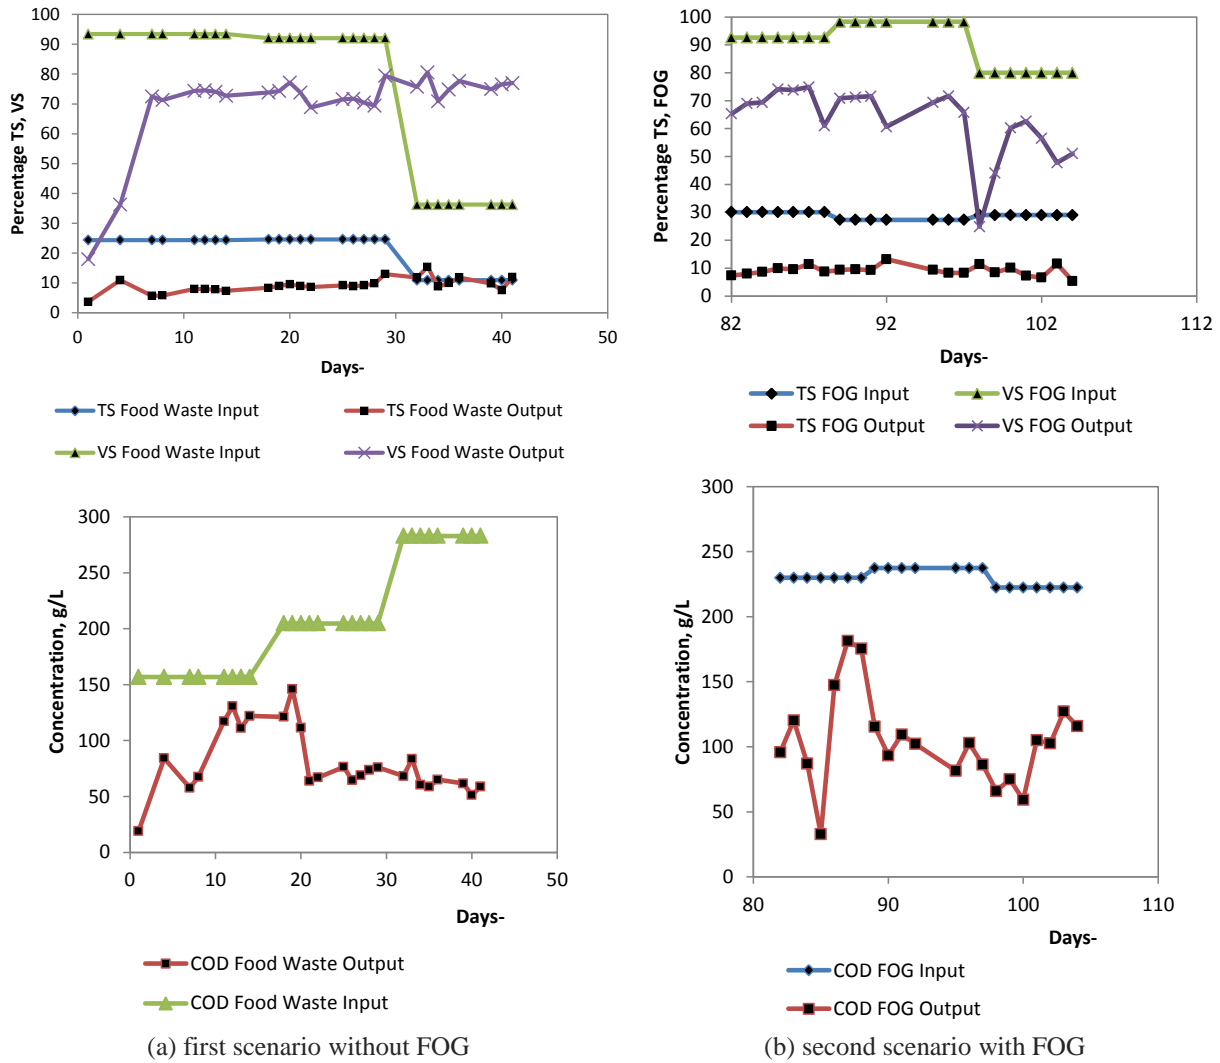 100
90
80
70
60
50
40
30
20
10
0
Percentage TS, VS
0 10 20 30 40 50
Days-
TS Food Waste Input
TS Food Waste Output
VS Food Waste Input
VS Food Waste Output
100
90
80
70
60
50
40
30
20
10
0
Percentage TS, FOG
82 92 102 112
Days-
TS FOG Input
VS FOG Input
TS FOG Output
VS FOG Output
300
250
200
150
100
50
0
Concentration, g/L
0 10 20 30 40 50
Days-
COD Food Waste Output
COD Food Waste Input
300
250
200
150
100
50
0
Concentration, g/L
80 90 100 110
Days-
COD FOG Input
COD FOG Output
(a) first scenario without FOG
(b) second scenario with FOG